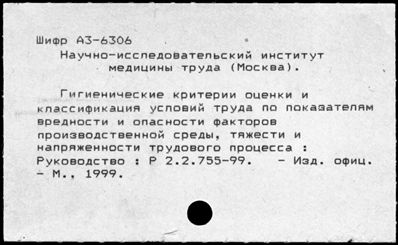 Шифр А3-6306
Научно-исследовательский институт
медицины труда (Москва).
Гигиенические критерии оценки и
классификация условий труда по показателям
вредности и опасности факторов
производственной среды, тяжести и
напряженности трудового процесса :
Руководство : Р 2.2.755-99. - Изд. офиц.
- М., 1999.